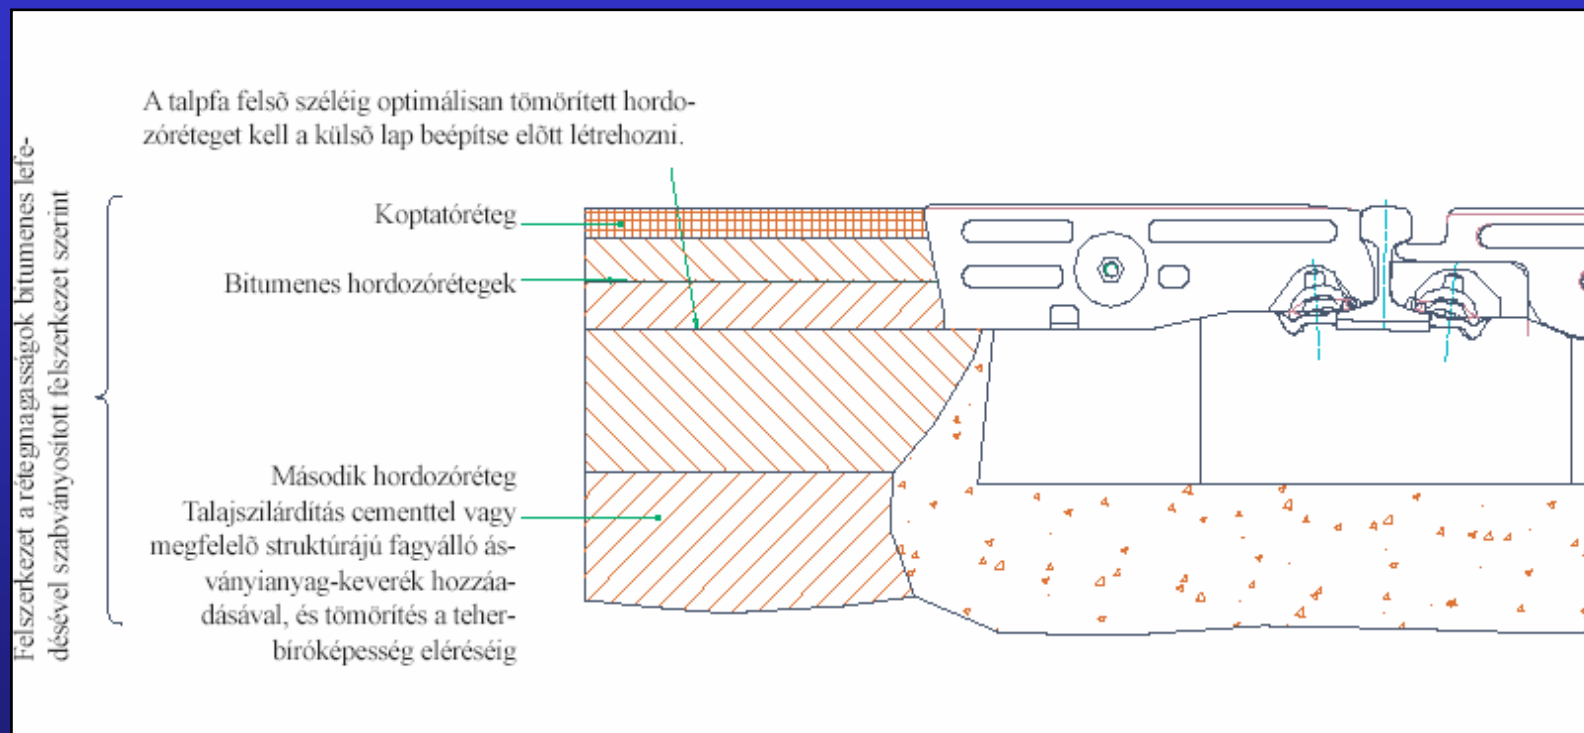 A talpfa felsõ széléig optimálisan tömörített hordo-
zóréteget kell a külsõ lap beépítse elõtt létrehozni.
Felszerkezet a rétegmagasságok bitumenes lefe-
désével szabványosított felszerkezet szerint
Koptatóréteg
Bitumenes hordozórétegek
Második hordozóréteg
Talajszilárdítás cementtel vagy
megfelelõ struktúrájú fagyálló ás-
ványianyag-keverék hozzáa-
dásával, és tömörítés a teher-
bíróképesség eléréséig